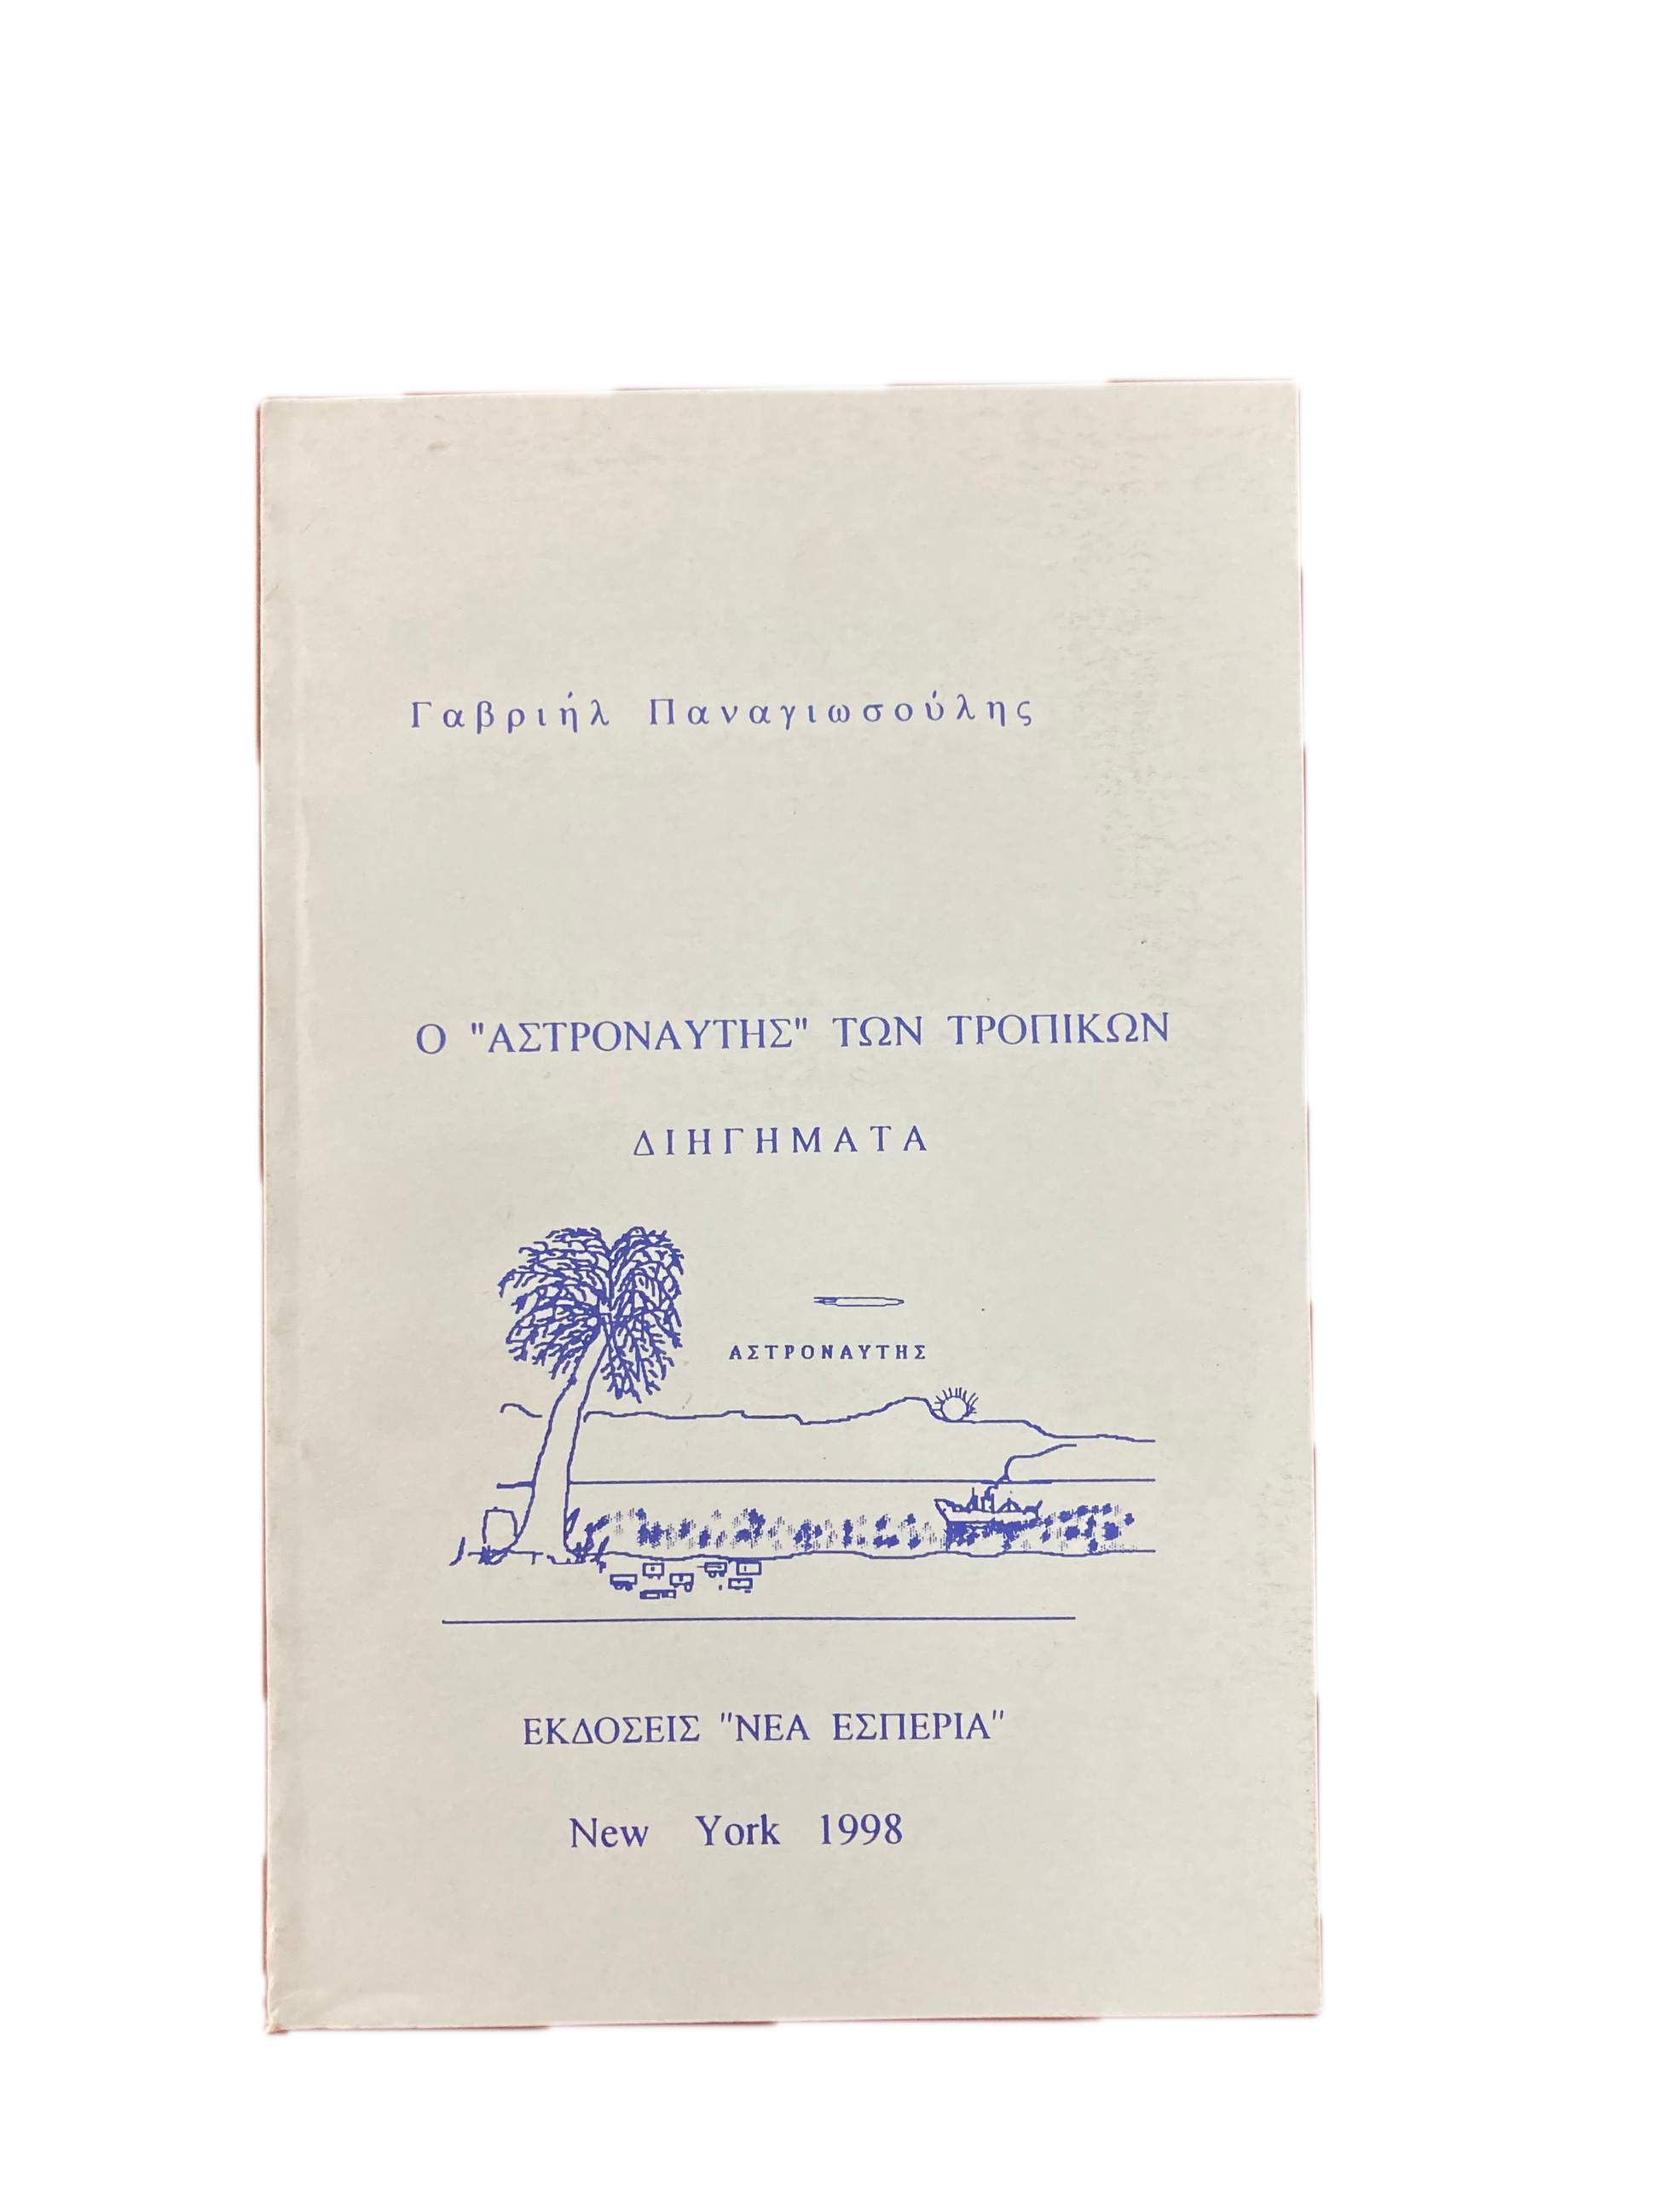 Γαβριήλ Παναγιωσούλης
Ο "ΑΣΤΡΟΝΑΥΤΗΣ" ΤΩΝ ΤΡΟΠΙΚΩΝ
ΔΙΗΓΗΜΑΤΑ
ΑΣΤΡΟΝΑΥΤΗΣ
ΕΚΔΟΣΕΙΣ "ΝΕΑ ΕΣΠΕΡΙΑ"
New York 1998